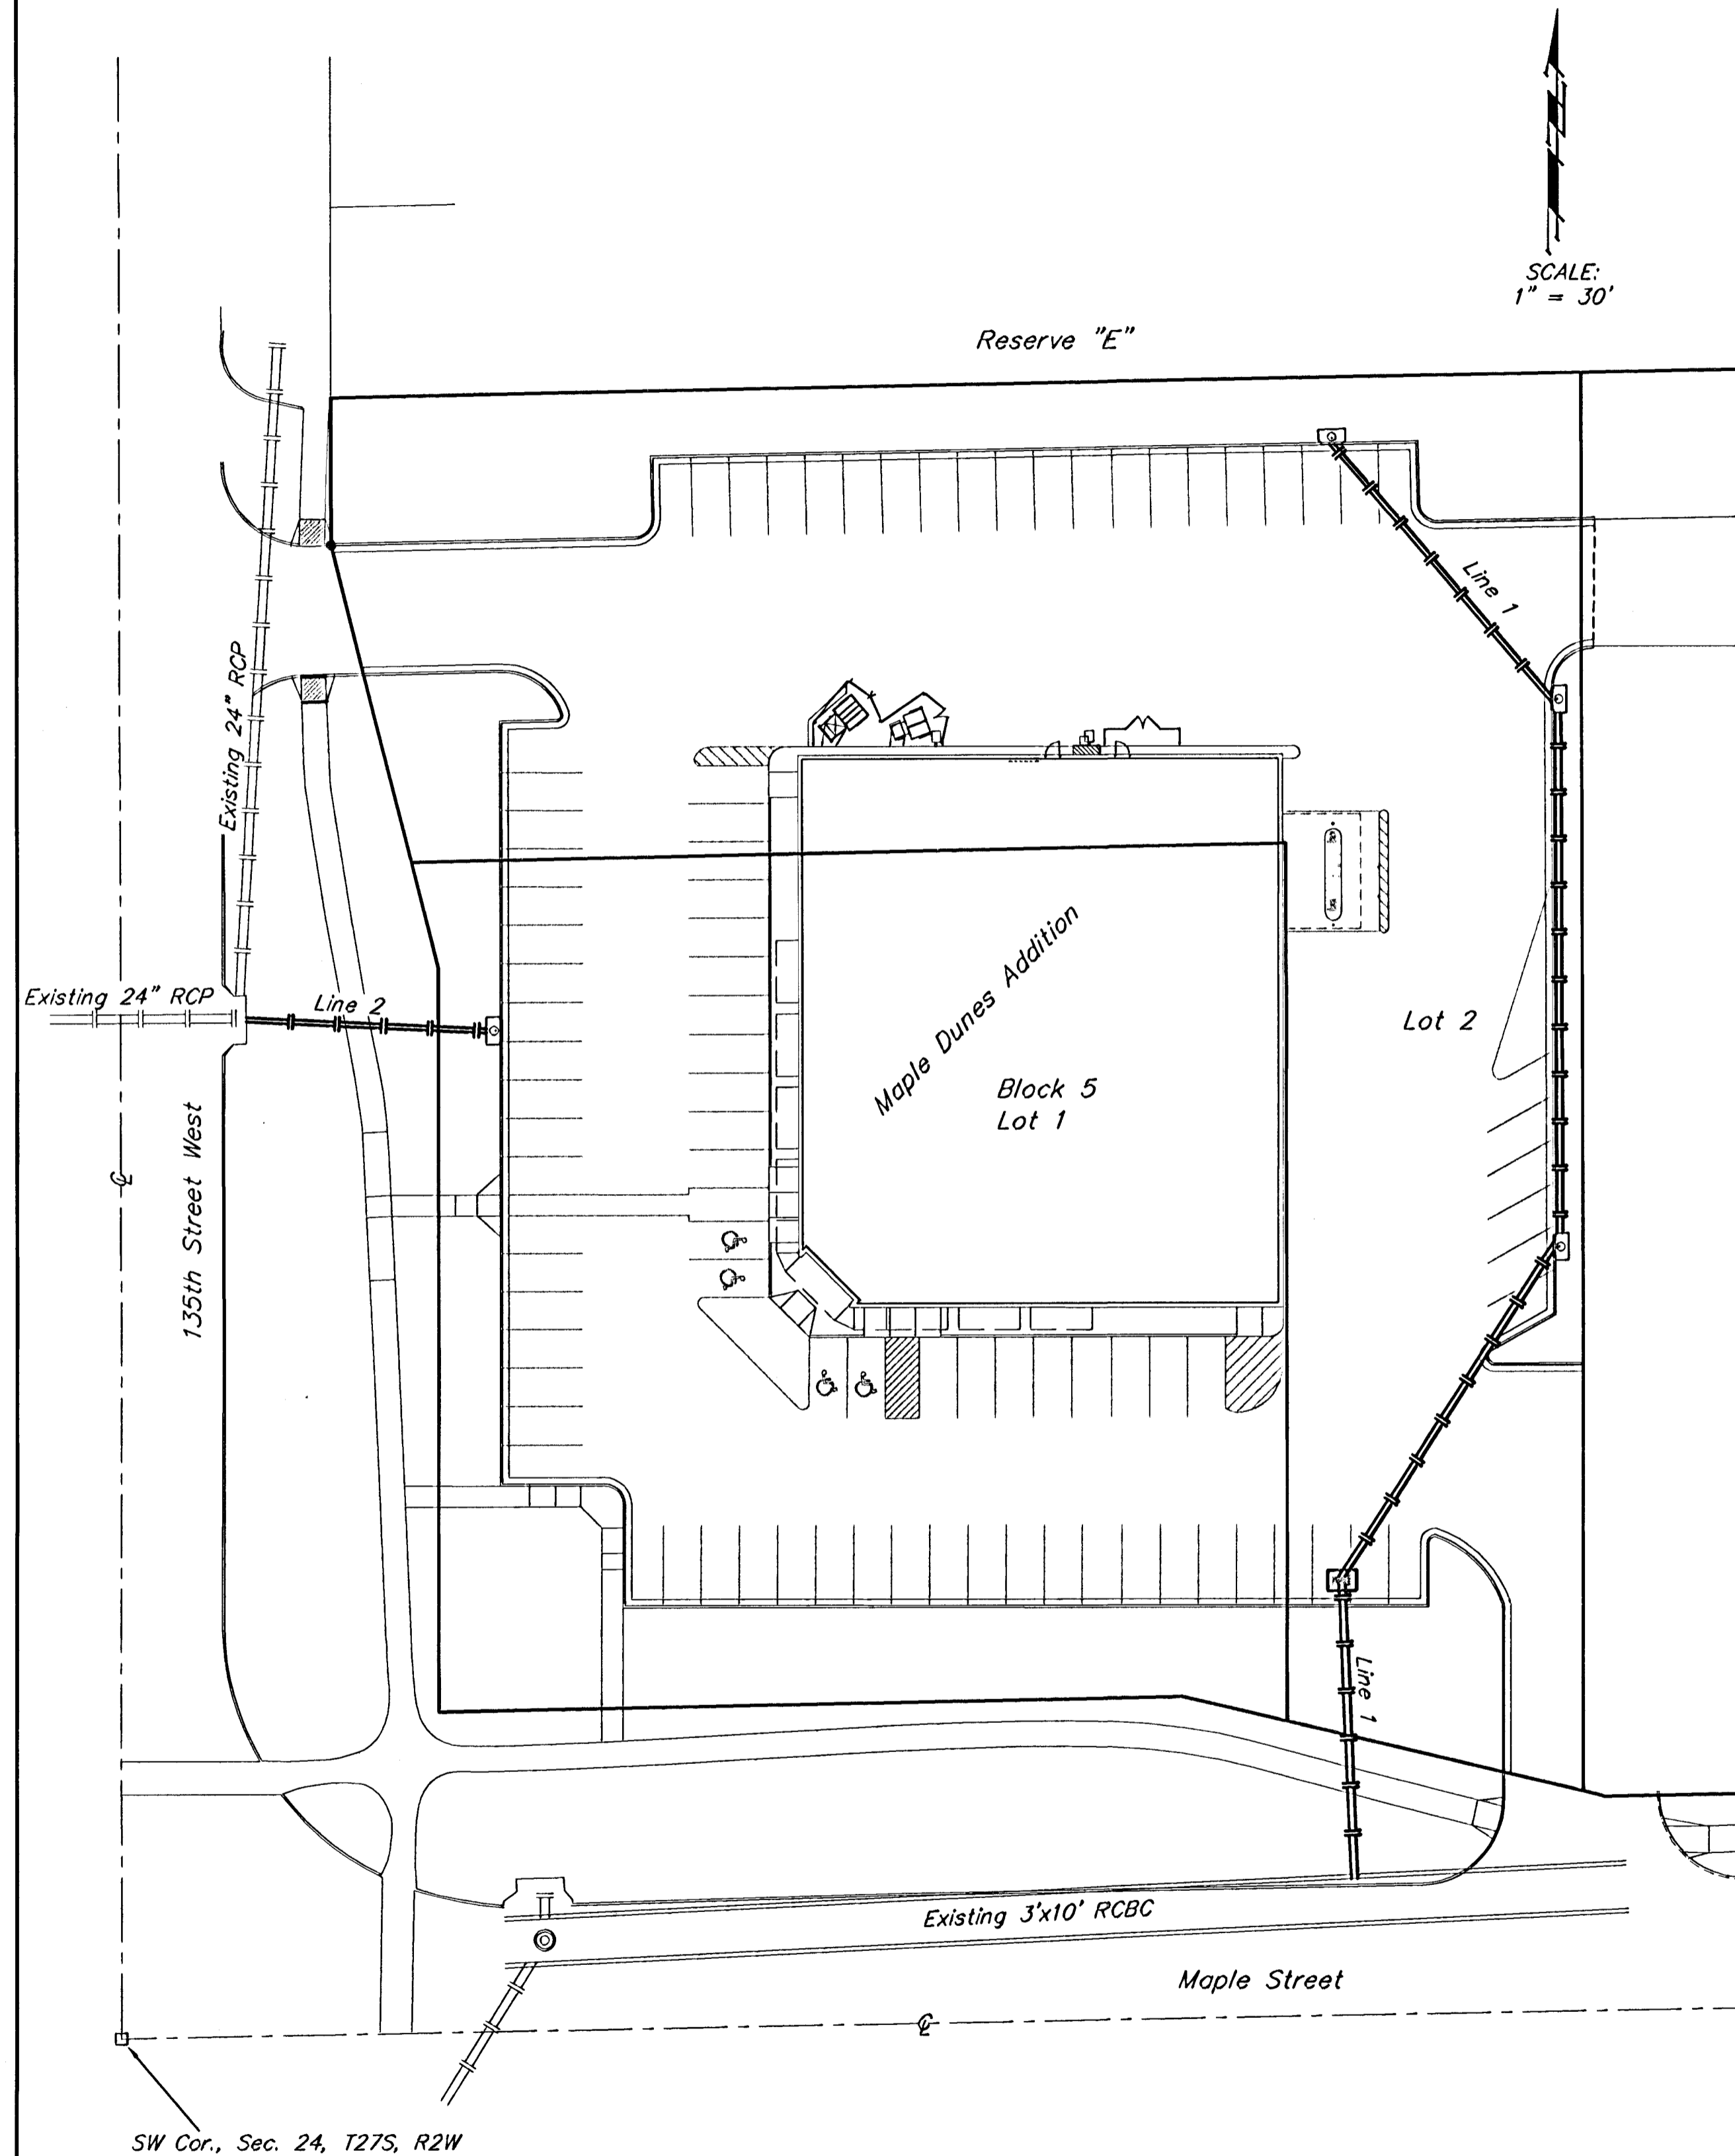 SCALE:
1" = 30'
Reserve "E"
Line 1
Existing 24" RCP
Maple Dunes Addition
Existing 24" RCP
Line 2
Lot 2
Block 5
Lot 1
135th Street West
℄
Line 1
Existing 3'x10' RCBC
Maple Street
℄
SW Cor., Sec. 24, T27S, R2W